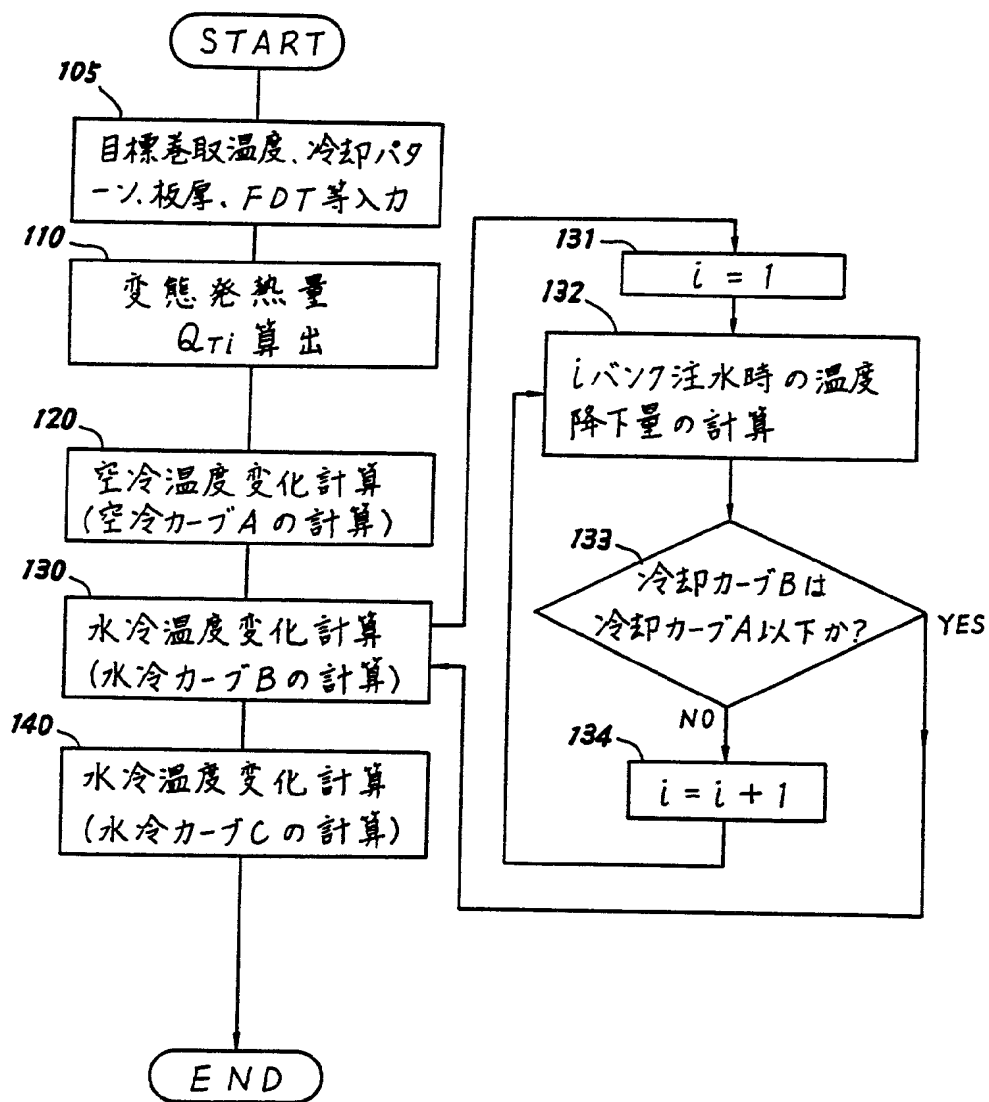 START
105
目標巻取温度、冷却パタ
ーン、板厚、FDT等入力
110
変態発熱量
QTi 算出
120
空冷温度変化計算
(空冷カーブAの計算)
130
水冷温度変化計算
(水冷カーブBの計算)
140
水冷温度変化計算
(水冷カーブCの計算)
END
131
i = 1
132
iバンク注水時の温度
降下量の計算
133
冷却カーブBは
冷却カーブA以下か?
YES
NO
134
i = i + 1